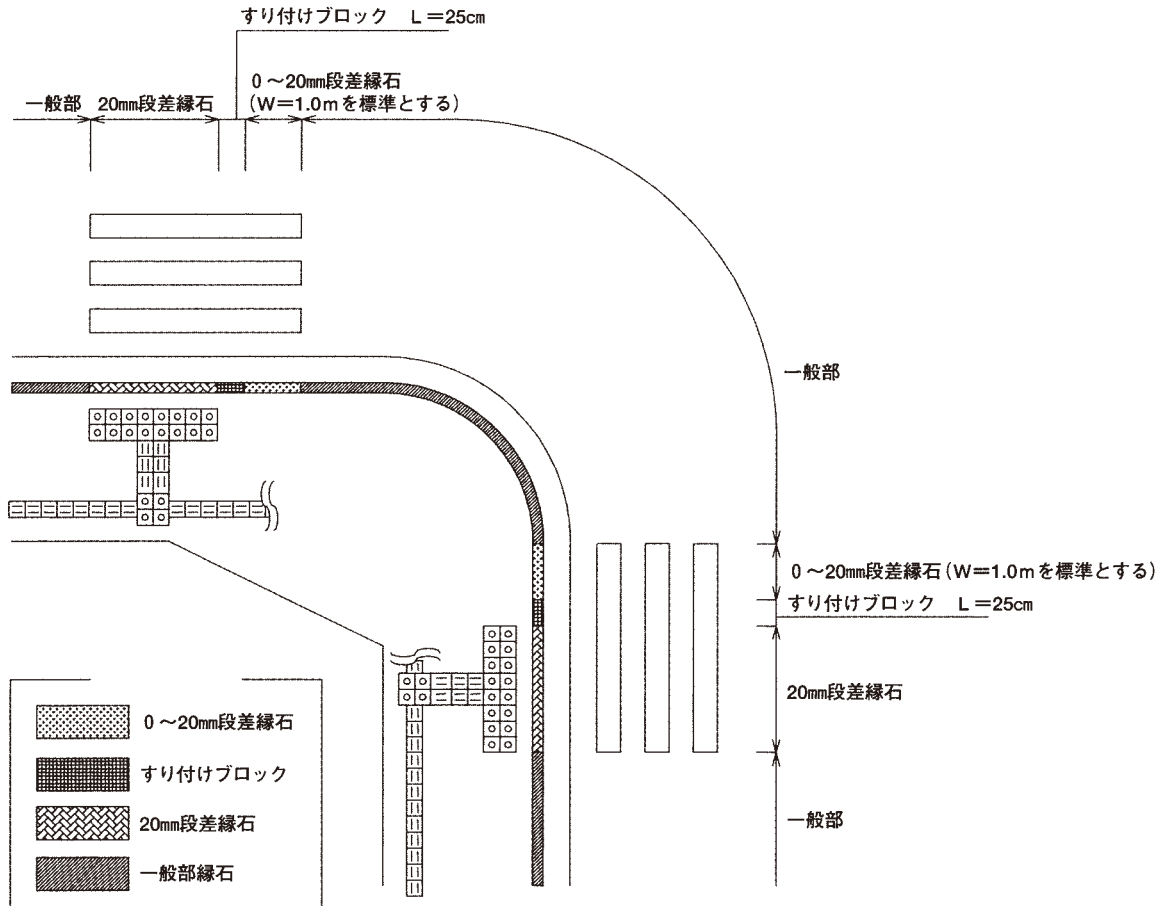 すり付けブロック L=25cm
0~20mm段差縁石
一般部 20mm段差縁石 (W=1.0mを標準とする)
一般部
0~20mm段差縁石(W=1.0mを標準とする)
すり付けブロック L=25cm
20mm段差縁石
一般部
0~20mm段差縁石
すり付けブロック
20mm段差縁石
一般部縁石